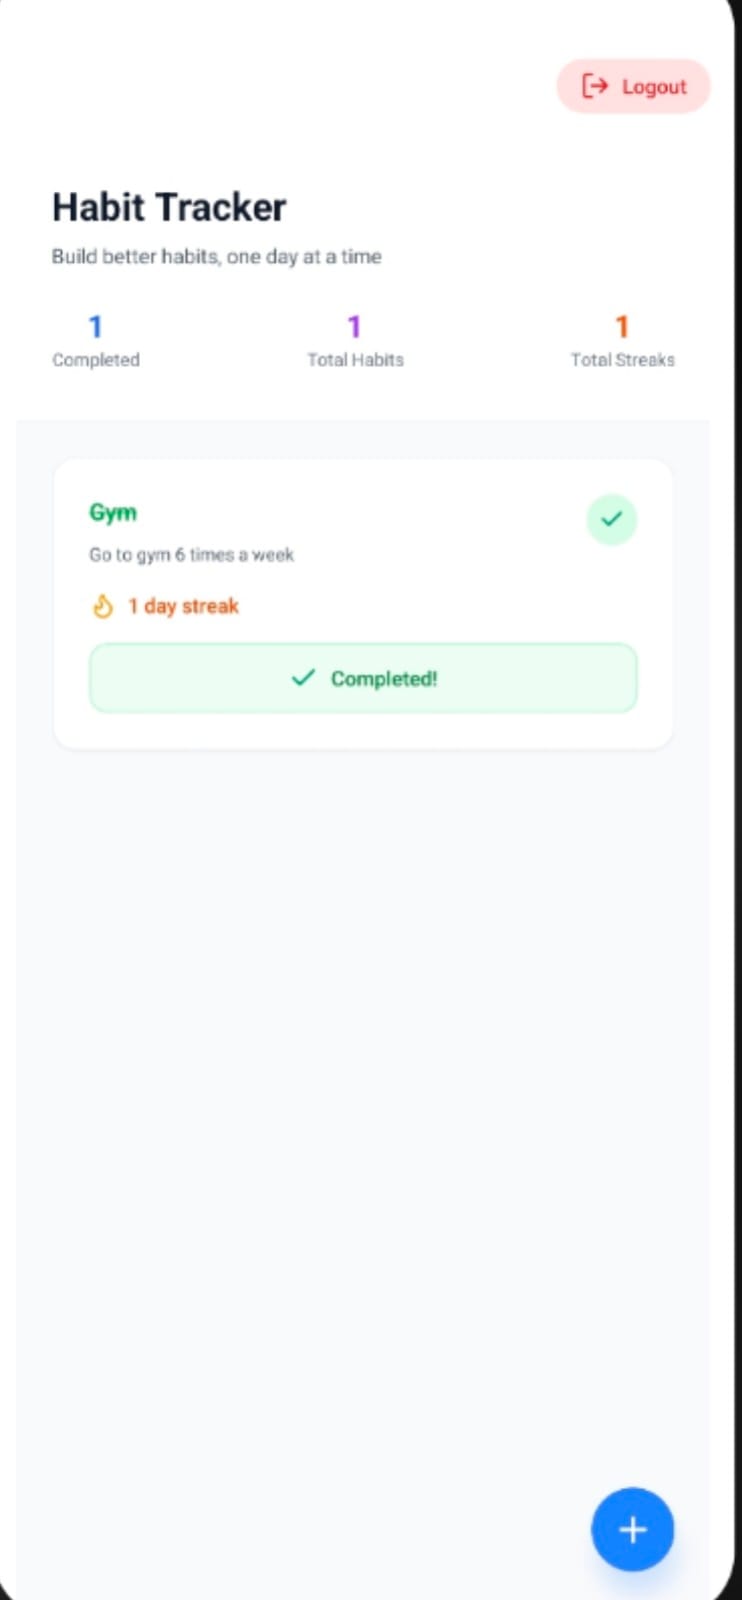 Logout
Habit Tracker
Build better habits, one day at a time
1 1 1
Completed Total Habits Total Streaks
Gym
Go to gym 6 times a week
1 day streak
Completed!